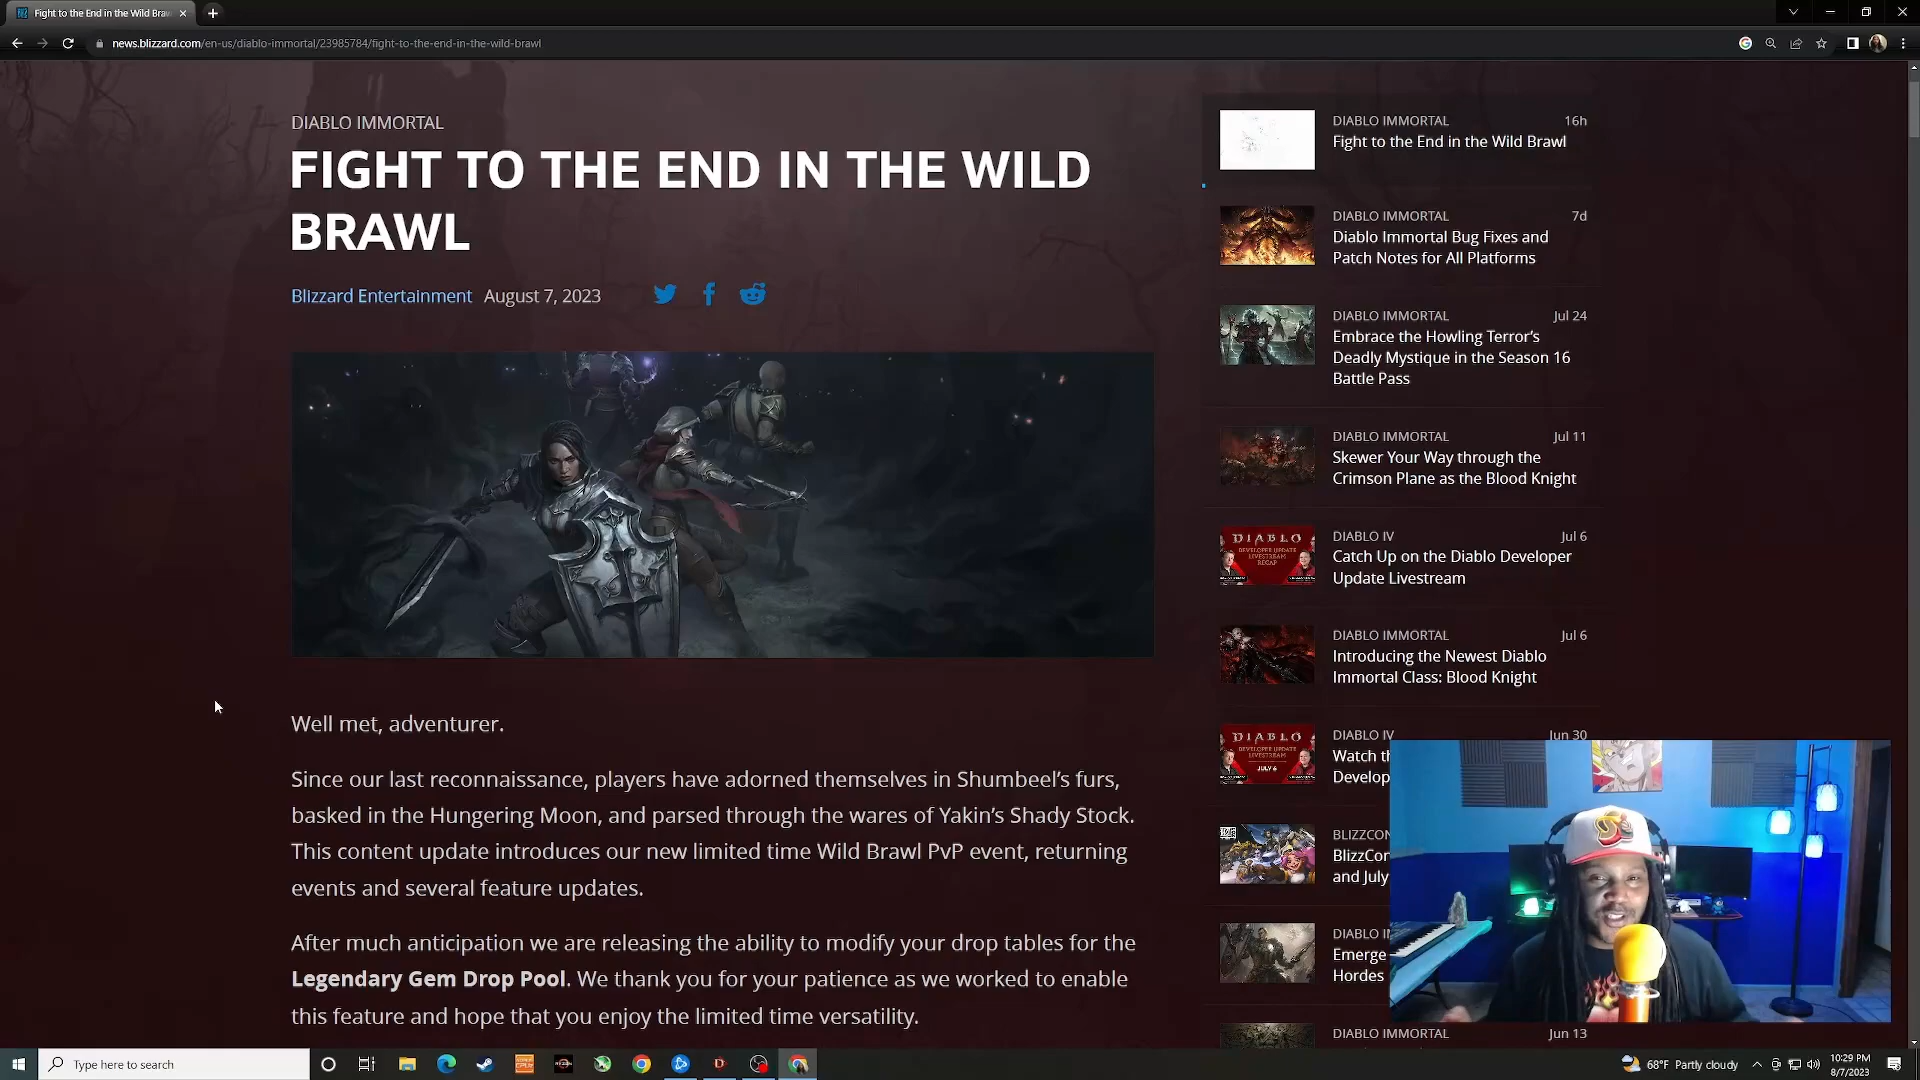 Fight to the End in the Wild Braw
news.blizzard.com/en-us/diablo-immortal/23985784/fight-to-the-end-in-the-wild-brawl
DIABLO IMMORTAL
FIGHT TO THE END IN THE WILD
BRAWL
Blizzard Entertainment August 7, 2023
Well met, adventurer.
Since our last reconnaissance, players have adorned themselves in Shumbeel's furs,
basked in the Hungering Moon, and parsed through the wares of Yakin's Shady Stock.
This content update introduces our new limited time Wild Brawl PvP event, returning
events and several feature updates.
After much anticipation we are releasing the ability to modify your drop tables for the
Legendary Gem Drop Pool. We thank you for your patience as we worked to enable
this feature and hope that you enjoy the limited time versatility.
DIABLO IMMORTAL 16h
Fight to the End in the Wild Brawl
DIABLO IMMORTAL 7d
Diablo Immortal Bug Fixes and
Patch Notes for All Platforms
DIABLO IMMORTAL Jul 24
Embrace the Howling Terror's
Deadly Mystique in the Season 16
Battle Pass
DIABLO IMMORTAL Jul 11
Skewer Your Way through the
Crimson Plane as the Blood Knight
DIABLO
DEVELOPER UPDATE
LIVESTREAM
RECAP
DIABLO IV Jul 6
Catch Up on the Diablo Developer
Update Livestream
DIABLO IMMORTAL Jul 6
Introducing the Newest Diablo
Immortal Class: Blood Knight
DIABLO
DEVELOPER UPDATE
LIVESTREAM
JULY 6
DIABLO IV Jun 30
Watch th
Develop
BLIZZCON
BlizzCon
and July
DIABLO I
Emerge
Hordes
DIABLO IMMORTAL Jun 13
Type here to search
68°F Partly cloudy
10:29 PM
8/7/2023